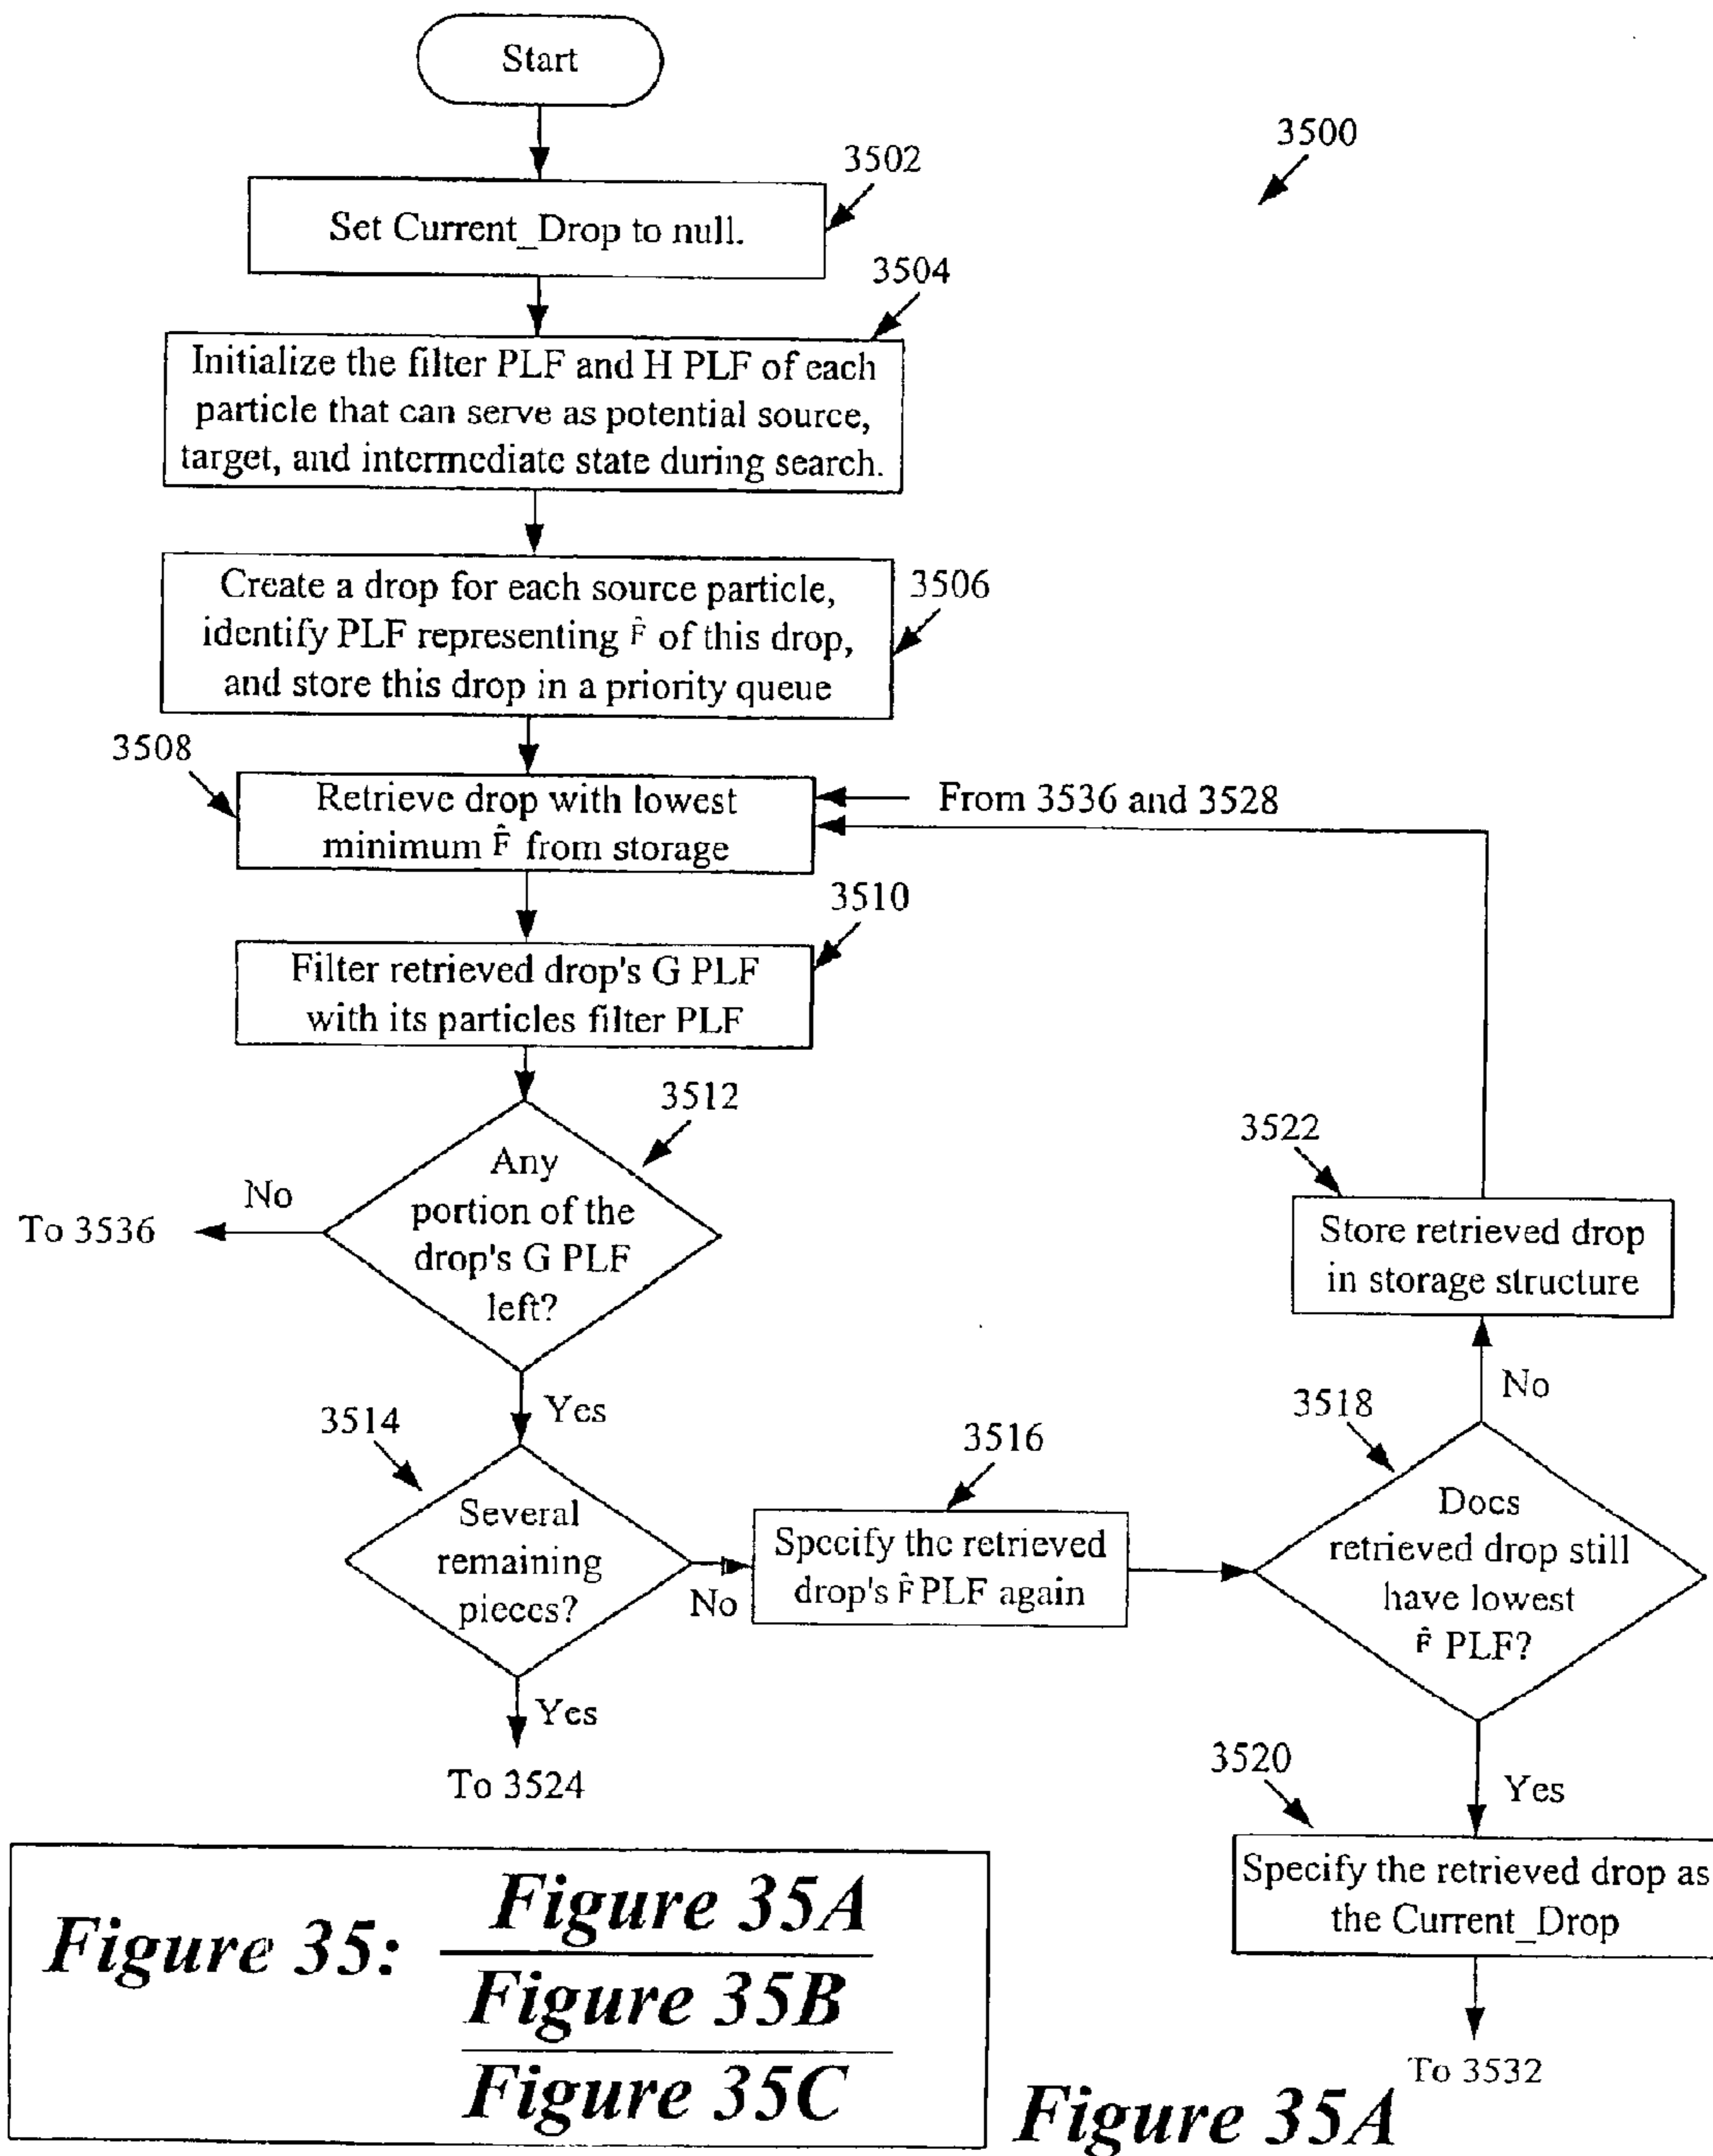 Start
3500
3502
Set Current_Drop to null.
3504
Initialize the filter PLF and H PLF of each
particle that can serve as potential source,
target, and intermediate state during search.
3506
Create a drop for each source particle,
identify PLF representing F̂ of this drop,
and store this drop in a priority queue
3508
Retrieve drop with lowest
minimum F̂ from storage
From 3536 and 3528
3510
Filter retrieved drop's G PLF
with its particles filter PLF
3512
Any
portion of the
drop's G PLF
left?
No
To 3536
Yes
3514
Several
remaining
pieces?
No
Yes
To 3524
3516
Specify the retrieved
drop's F̂ PLF again
3518
Does
retrieved drop still
have lowest
F̂ PLF?
No
3522
Store retrieved drop
in storage structure
Yes
3520
Specify the retrieved drop as
the Current_Drop
To 3532
Figure 35:
Figure 35A
Figure 35B
Figure 35C
Figure 35A